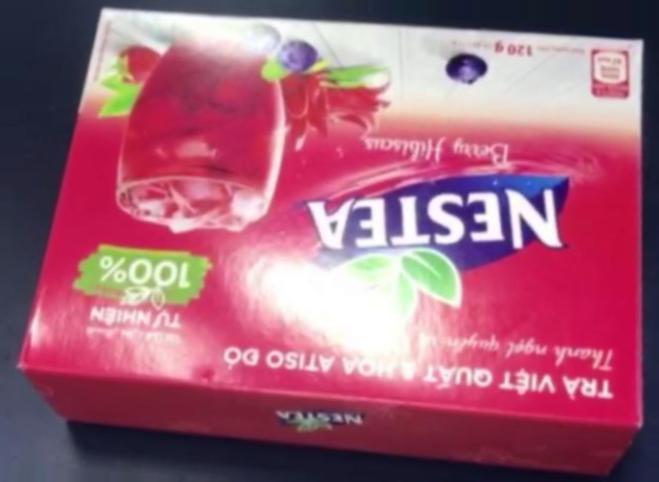 TRÀ VIỆT QUẤT & HOA ATISO ĐỎ
Thanh ngọt quyến rũ
NESTEA
Berry Hibiscus
100%
TỰ NHIÊN
120 g
NESTEA